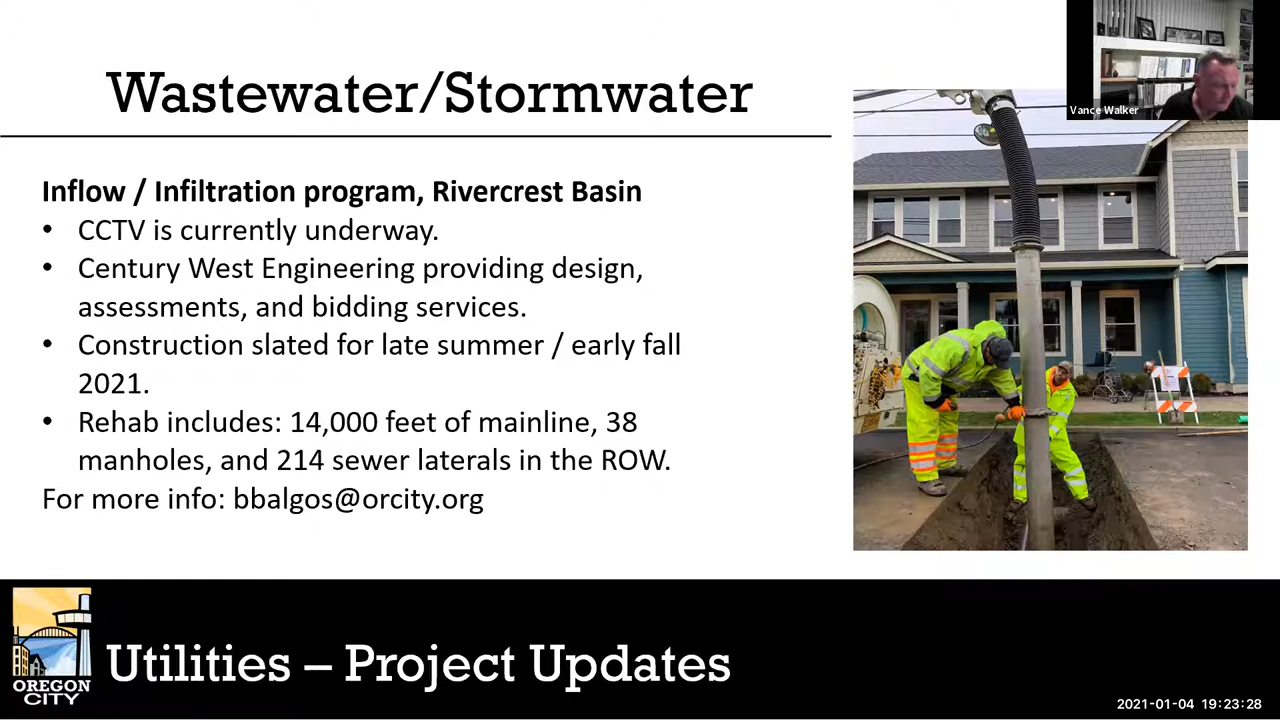 Wastewater/Stormwater
Vance Walker
Inflow / Infiltration program, Rivercrest Basin
• CCTV is currently underway.
• Century West Engineering providing design,
assessments, and bidding services.
• Construction slated for late summer / early fall
2021.
• Rehab includes: 14,000 feet of mainline, 38
manholes, and 214 sewer laterals in the ROW.
For more info: bbalgos@orcity.org
OREGON
CITY
Utilities – Project Updates
2021-01-04 19:23:28